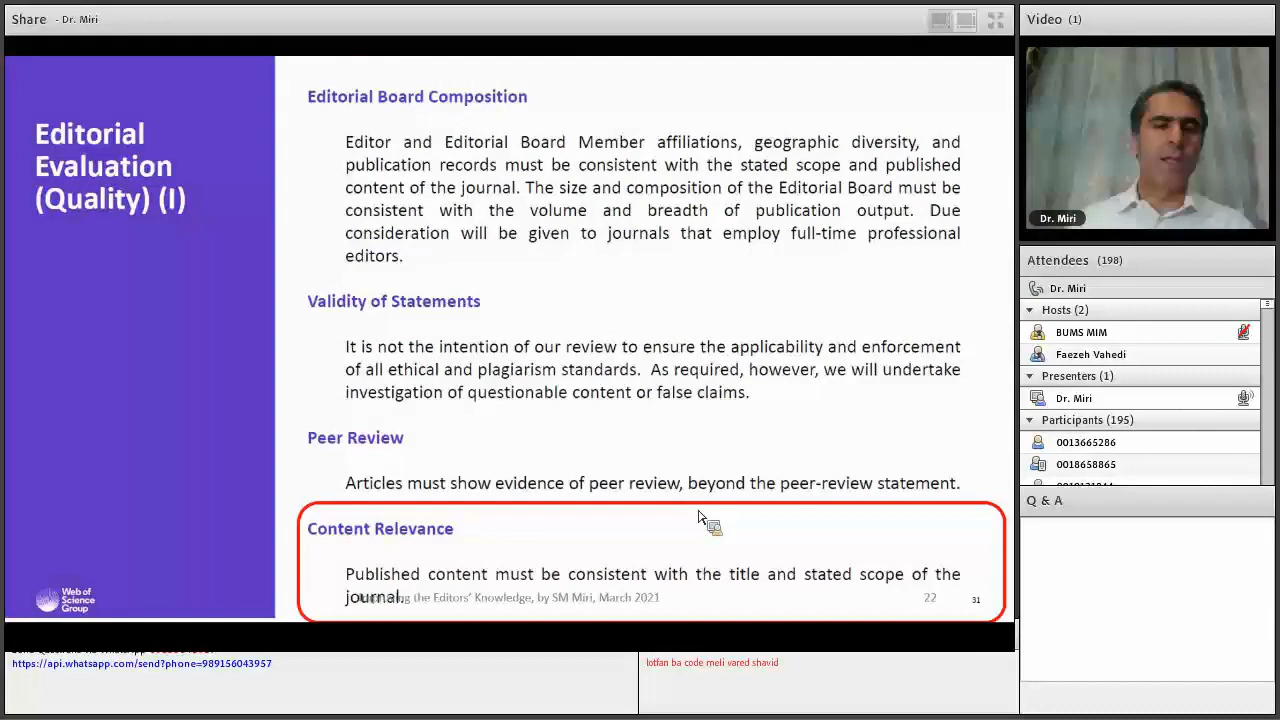 Share - Dr. Miri
Editorial
Evaluation
(Quality) (I)
Editorial Board Composition
Editor and Editorial Board Member affiliations, geographic diversity, and
publication records must be consistent with the stated scope and published
content of the journal. The size and composition of the Editorial Board must be
consistent with the volume and breadth of publication output. Due
consideration will be given to journals that employ full-time professional
editors.
Validity of Statements
It is not the intention of our review to ensure the applicability and enforcement
of all ethical and plagiarism standards. As required, however, we will undertake
investigation of questionable content or false claims.
Peer Review
Articles must show evidence of peer review, beyond the peer-review statement.
Content Relevance
Published content must be consistent with the title and stated scope of the
journal.
the Editors' Knowledge, by SM Miri, March 2021
22
31
Web of
Science
Group
https://api.whatsapp.com/send?phone=989156043957
lotfan ba code meli vared shavid
Video (1)
Dr. Miri
Attendees (198)
Dr. Miri
Hosts (2)
BUMS MIM
Faezeh Vahedi
Presenters (1)
Dr. Miri
Participants (195)
0013665286
0018658865
Q & A